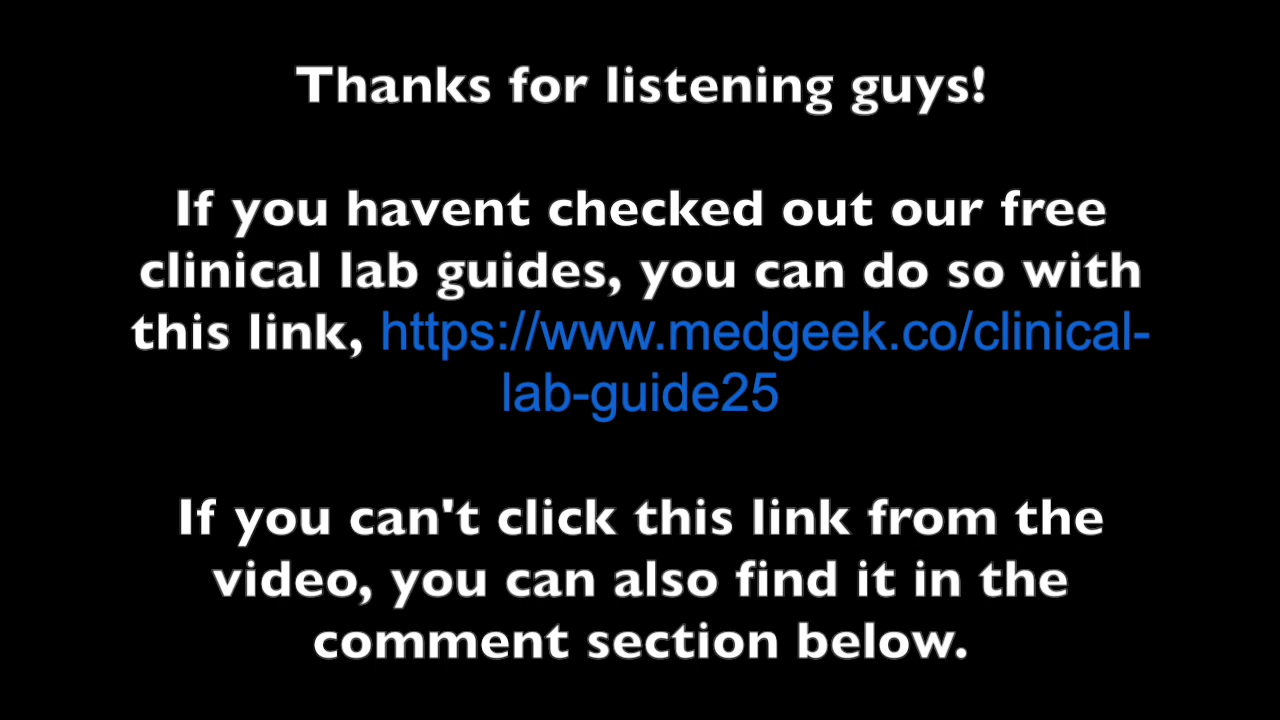 Thanks for listening guys!
If you havent checked out our free
clinical lab guides, you can do so with
this link, https://www.medgeek.co/clinical-
lab-guide25
If you can't click this link from the
video, you can also find it in the
comment section below.